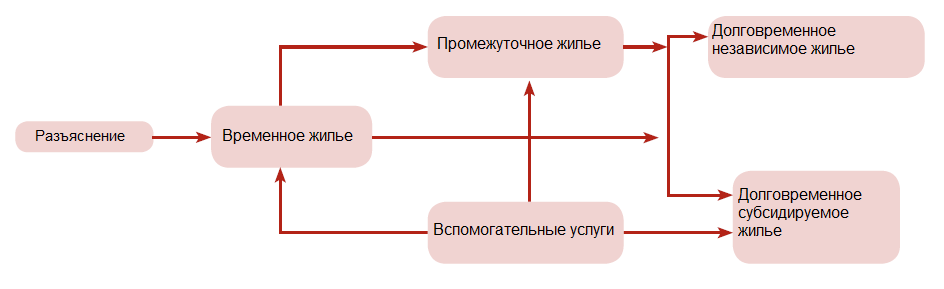 Промежуточное жилье
Долговременное
независимое жилье
Разъяснение
Временное жилье
Вспомогательные услуги
Долговременное
субсидируемое
жилье